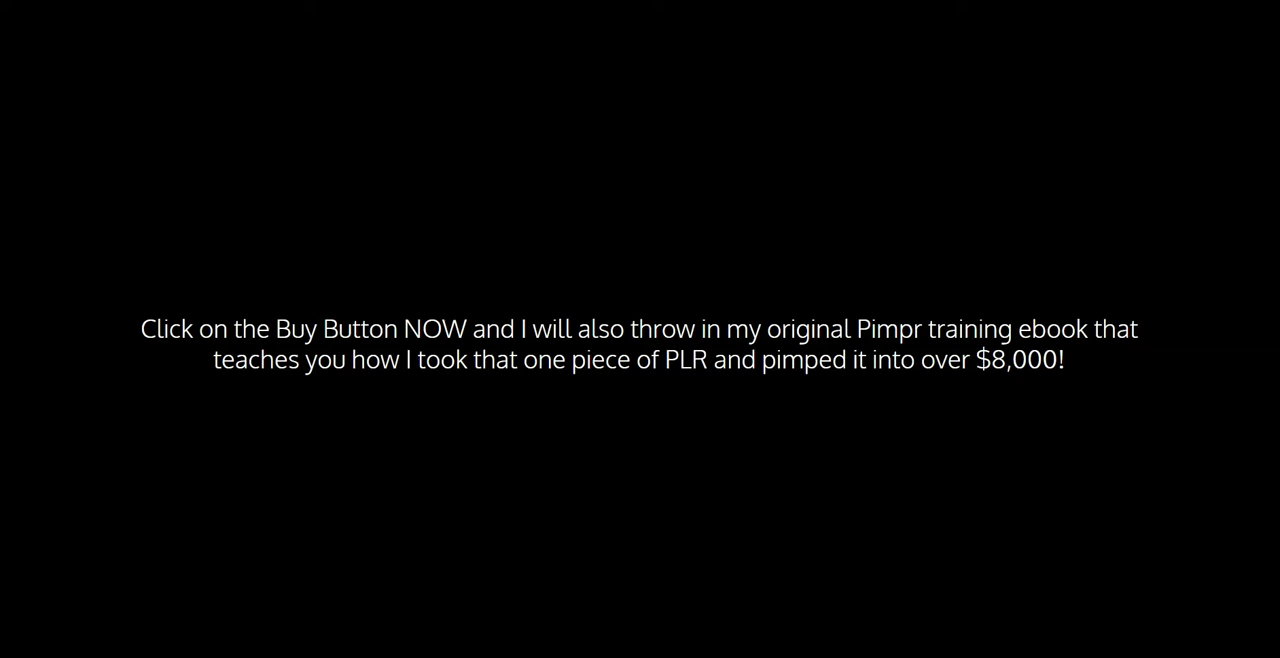 Click on the Buy Button NOW and I will also throw in my original Pimpr training ebook that
teaches you how I took that one piece of PLR and pimped it into over $8,000!